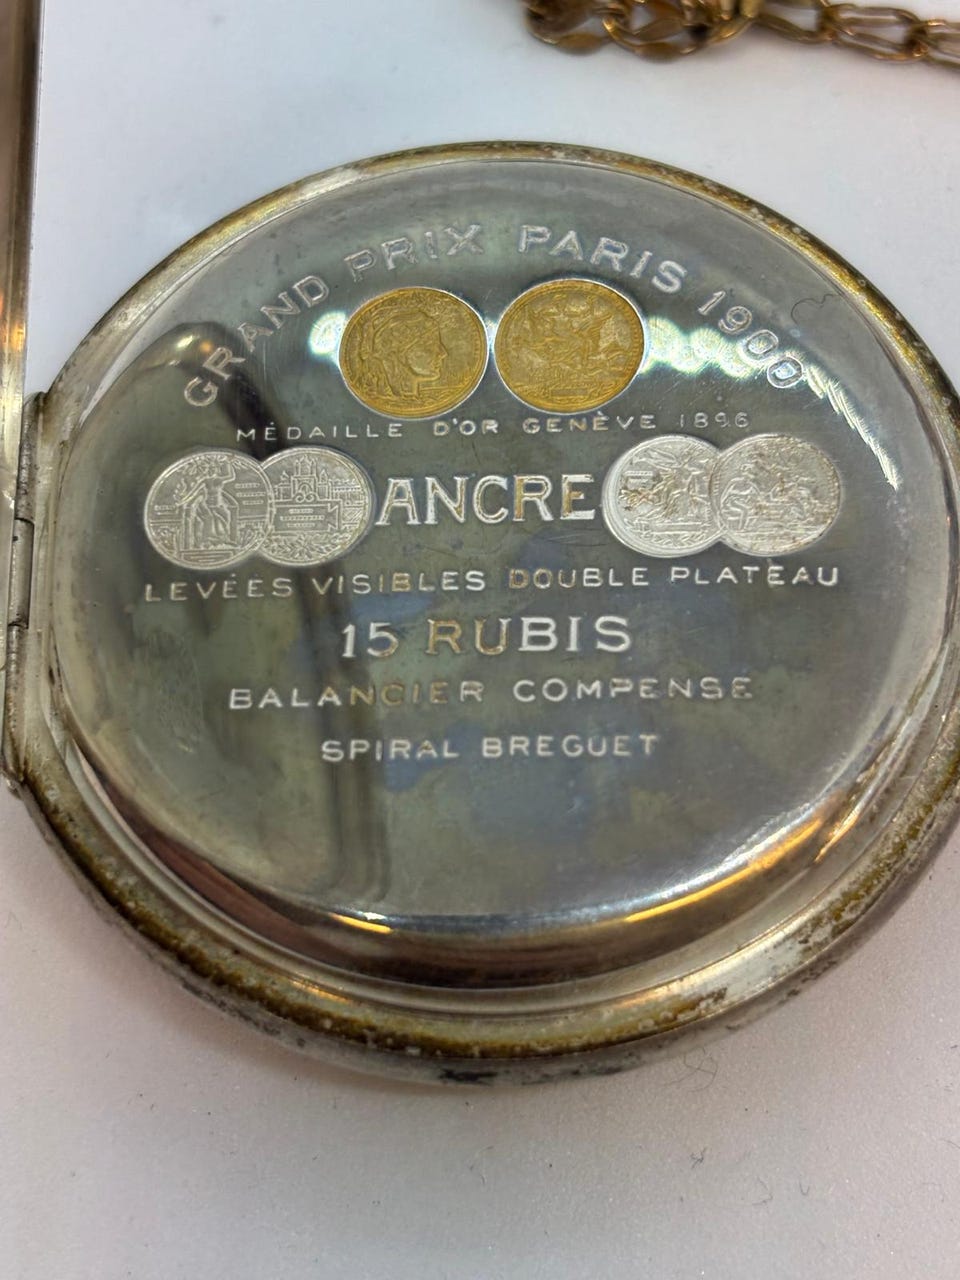 GRAND PRIX PARIS 1900
MÉDAILLE D'OR GENÈVE 1896
ANCRE
LEVÉES VISIBLES DOUBLE PLATEAU
15 RUBIS
BALANCIER COMPENSE
SPIRAL BREGUET